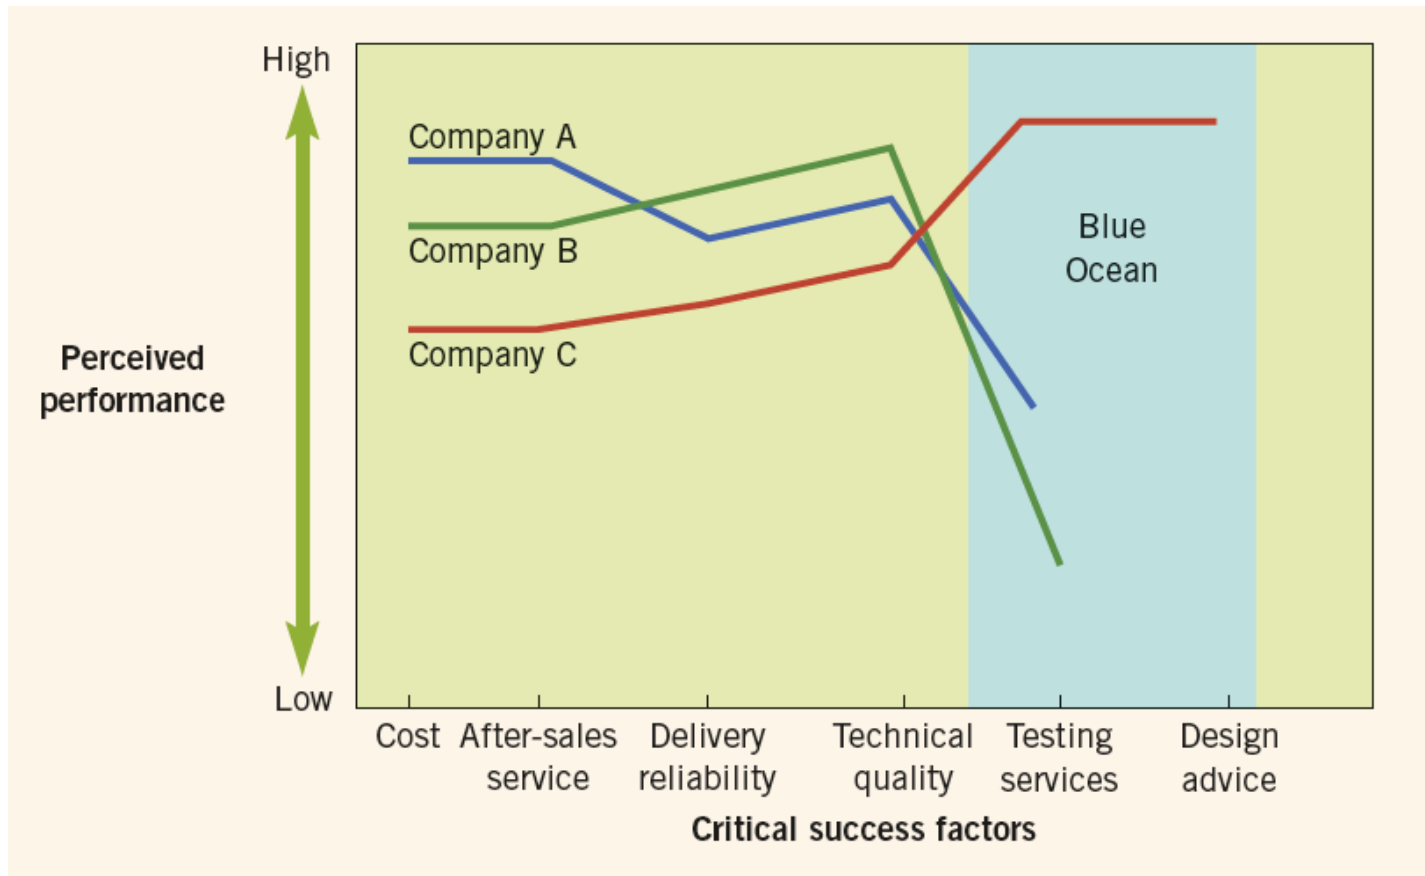 High
Company A
Company B
Company C
Blue
Ocean
Perceived
performance
Low
Cost
After-sales
service
Delivery
reliability
Technical
quality
Testing
services
Design
advice
Critical success factors